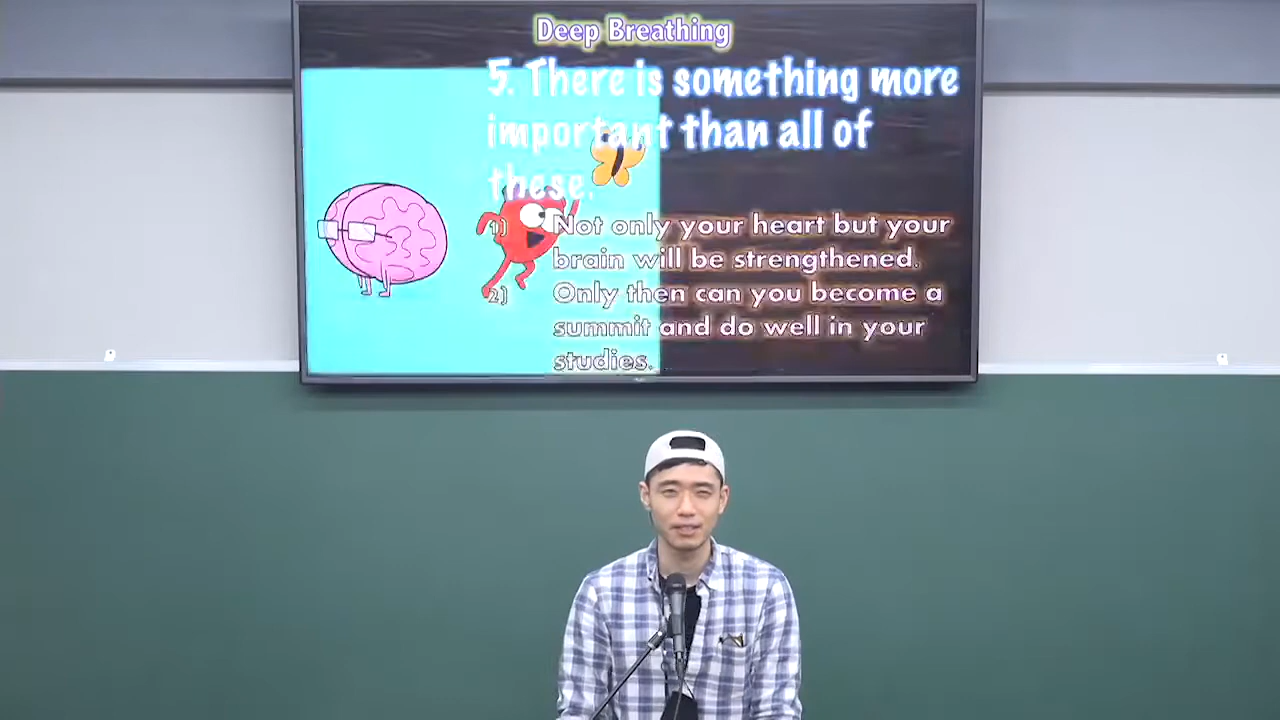 Deep Breathing
5. There is something more
important than all of
these.
1) Not only your heart but your
brain will be strengthened.
2) Only then can you become a
summit and do well in your
studies.